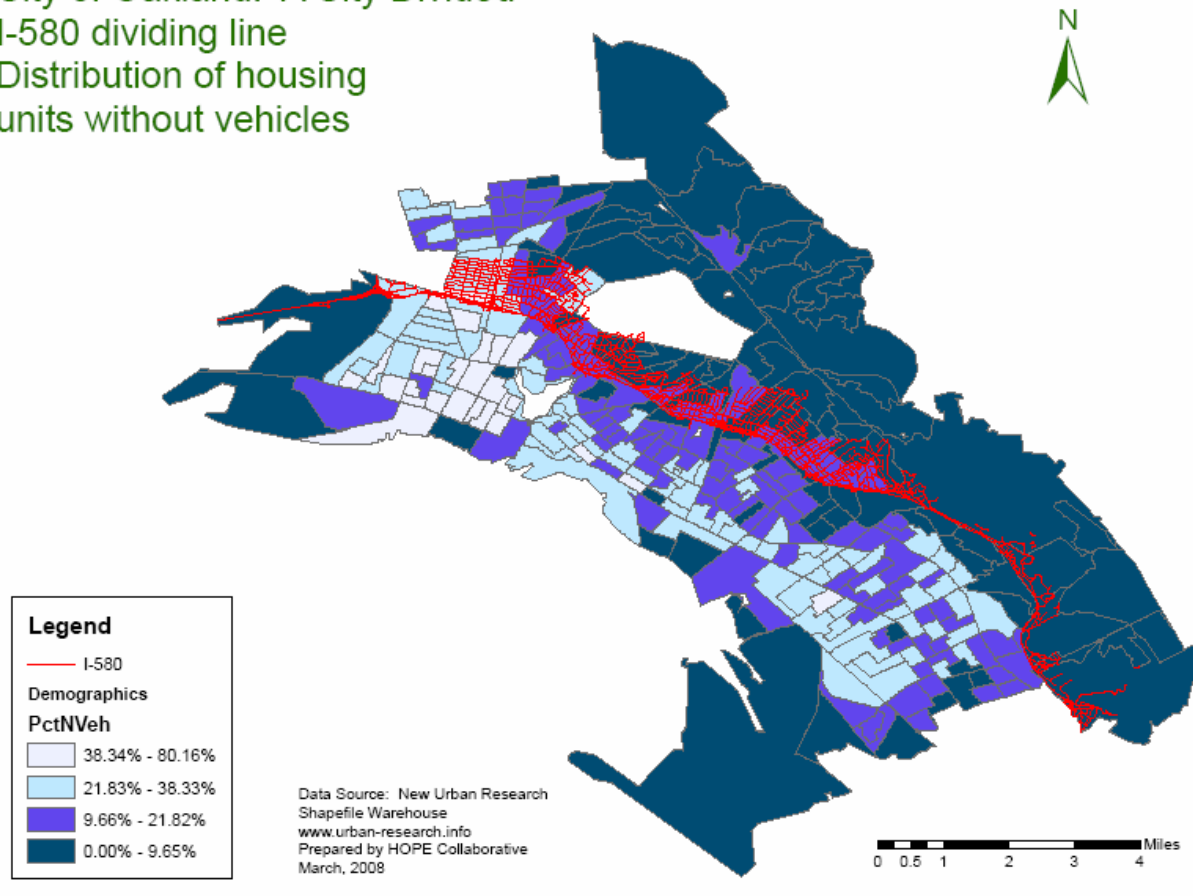 I-580 dividing line
Distribution of housing
units without vehicles
N
Legend
I-580
Demographics
PctNVeh
38.34% - 80.16%
21.83% - 38.33%
9.66% - 21.82%
0.00% - 9.65%
Data Source: New Urban Research
Shapefile Warehouse
www.urban-research.info
Prepared by HOPE Collaborative
March, 2008
Miles
0 0.5 1 2 3 4